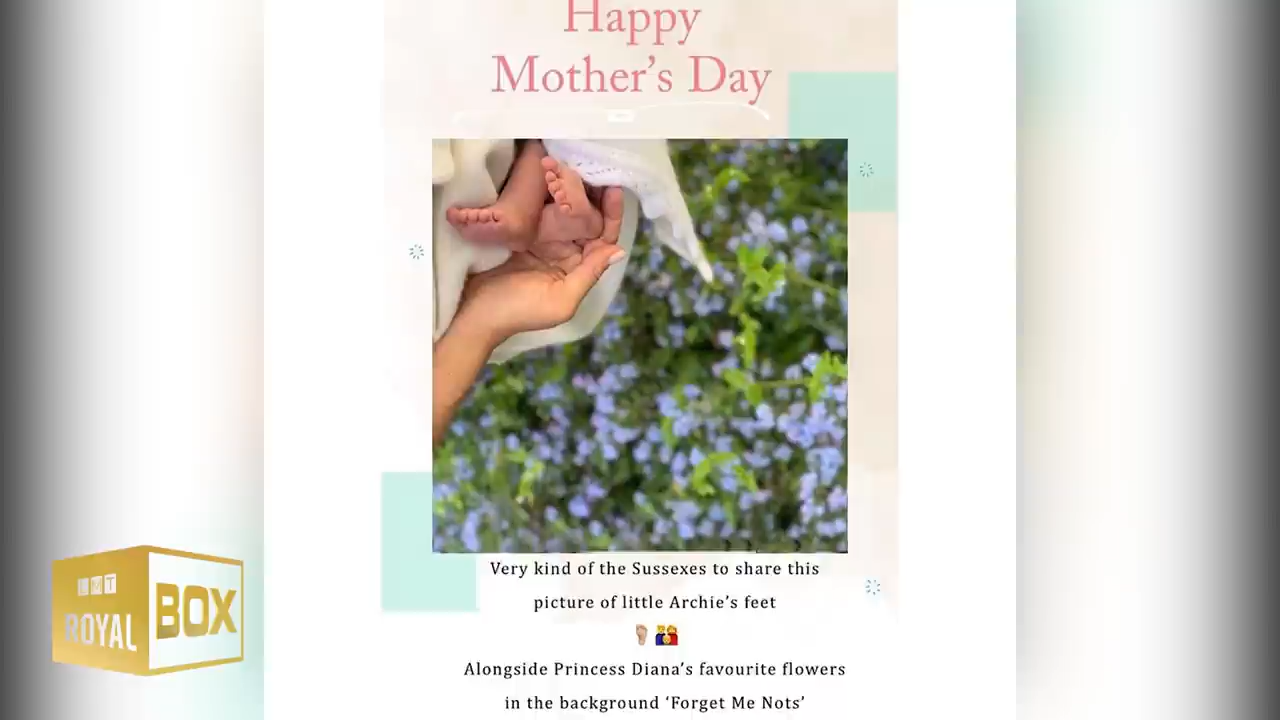 Happy
Mother’s Day
Very kind of the Sussexes to share this
picture of little Archie’s feet
Alongside Princess Diana’s favourite flowers
in the background ‘Forget Me Nots’
LMT
ROYAL
BOX